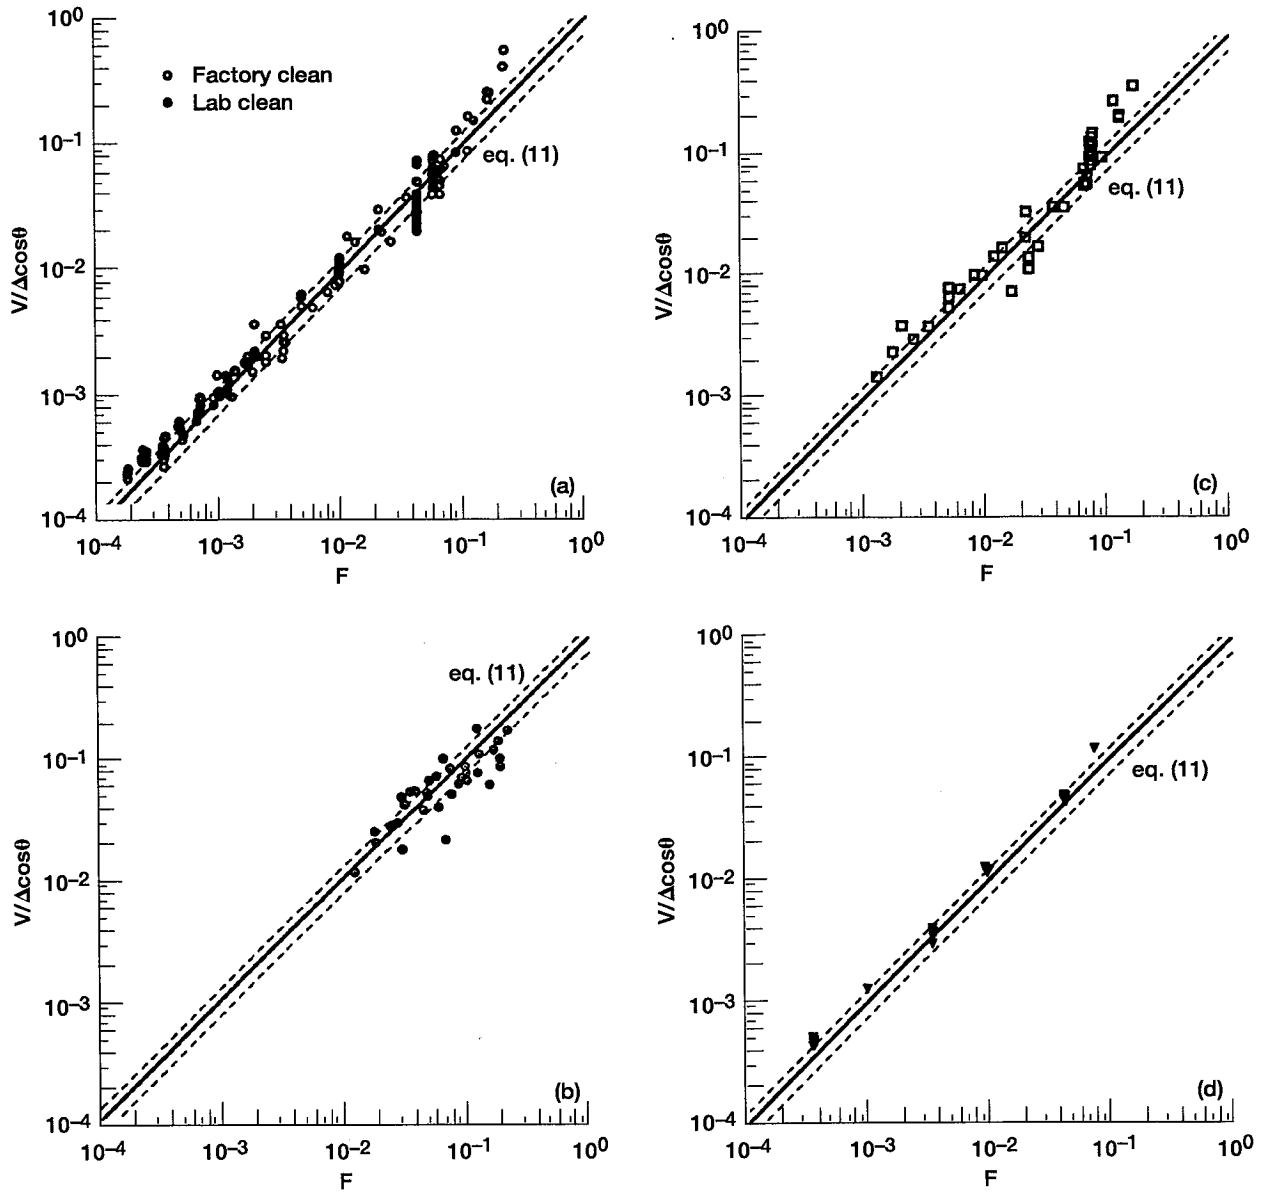 10⁰
Factory clean
Lab clean
10⁻¹
eq. (11)
V/Δcosθ
10⁻²
10⁻³
(a)
10⁻⁴
10⁻⁴ 10⁻³ 10⁻² 10⁻¹ 10⁰
F
10⁰
10⁻¹
eq. (11)
V/Δcosθ
10⁻²
10⁻³
(c)
10⁻⁴
10⁻⁴ 10⁻³ 10⁻² 10⁻¹ 10⁰
F
10⁰
eq. (11)
10⁻¹
V/Δcosθ
10⁻²
10⁻³
(b)
10⁻⁴
10⁻⁴ 10⁻³ 10⁻² 10⁻¹ 10⁰
F
10⁰
10⁻¹
eq. (11)
V/Δcosθ
10⁻²
10⁻³
(d)
10⁻⁴
10⁻⁴ 10⁻³ 10⁻² 10⁻¹ 10⁰
F